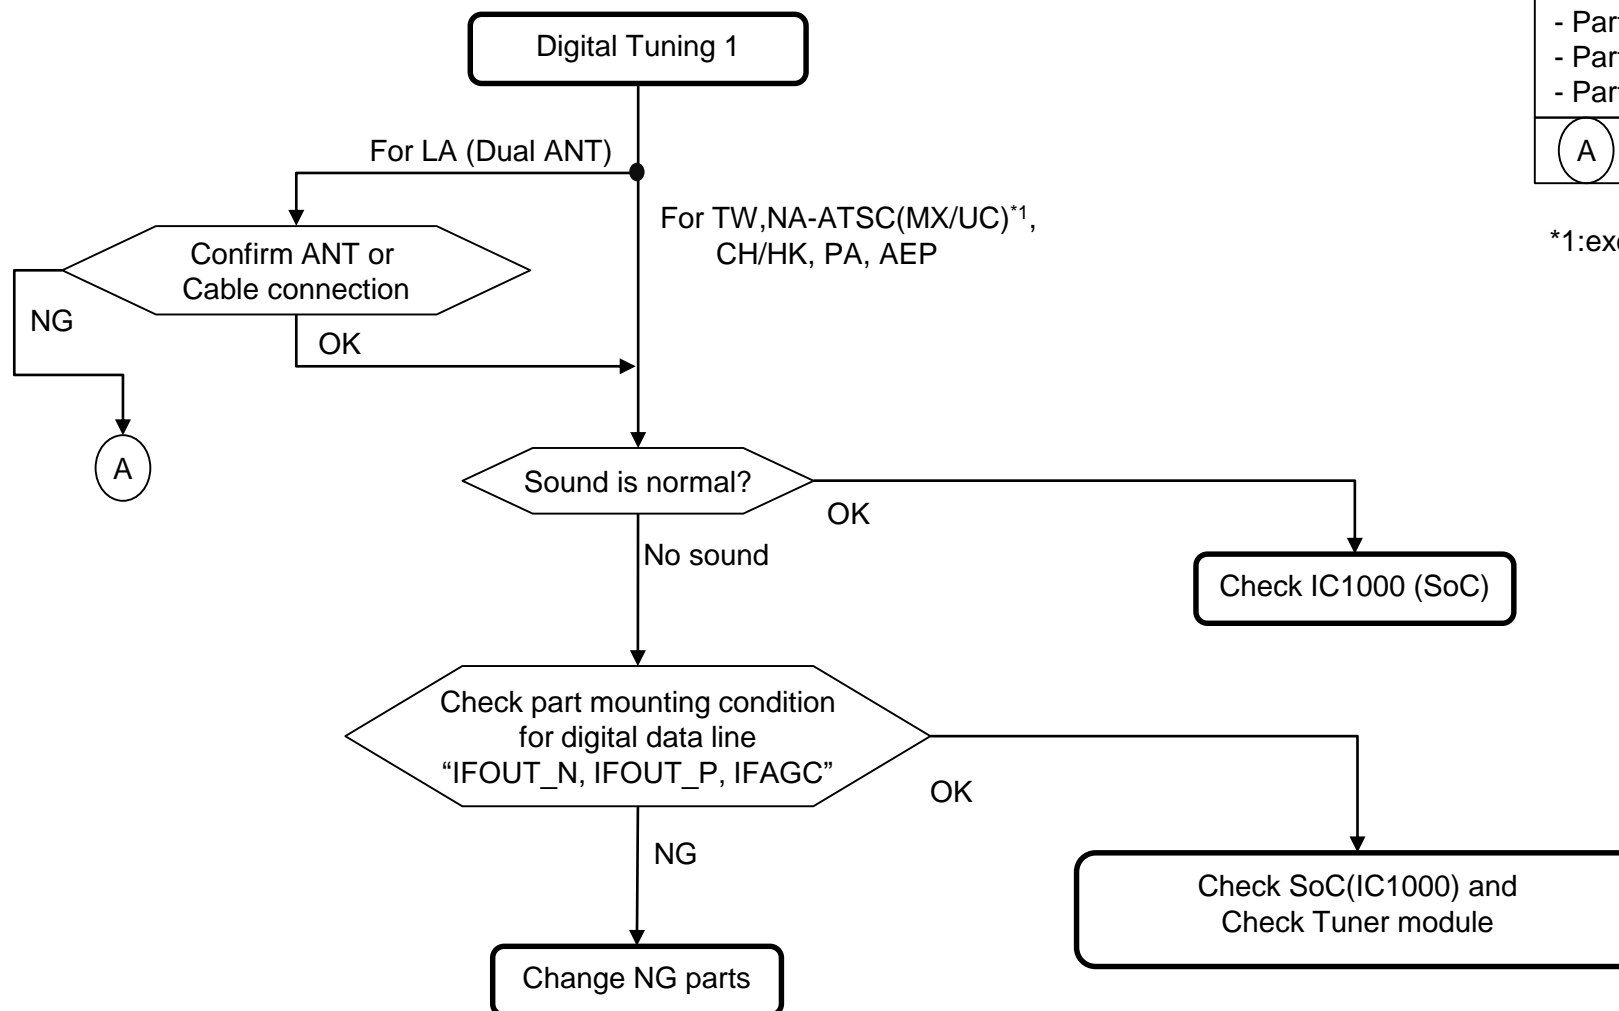 Digital Tuning 1
- Par
- Par
- Par
A
*1:exc
For LA (Dual ANT)
For TW,NA-ATSC(MX/UC)*1,
CH/HK, PA, AEP
Confirm ANT or
Cable connection
NG
OK
A
Sound is normal?
OK
No sound
Check IC1000 (SoC)
Check part mounting condition
for digital data line
“IFOUT_N, IFOUT_P, IFAGC”
OK
NG
Check SoC(IC1000) and
Check Tuner module
Change NG parts